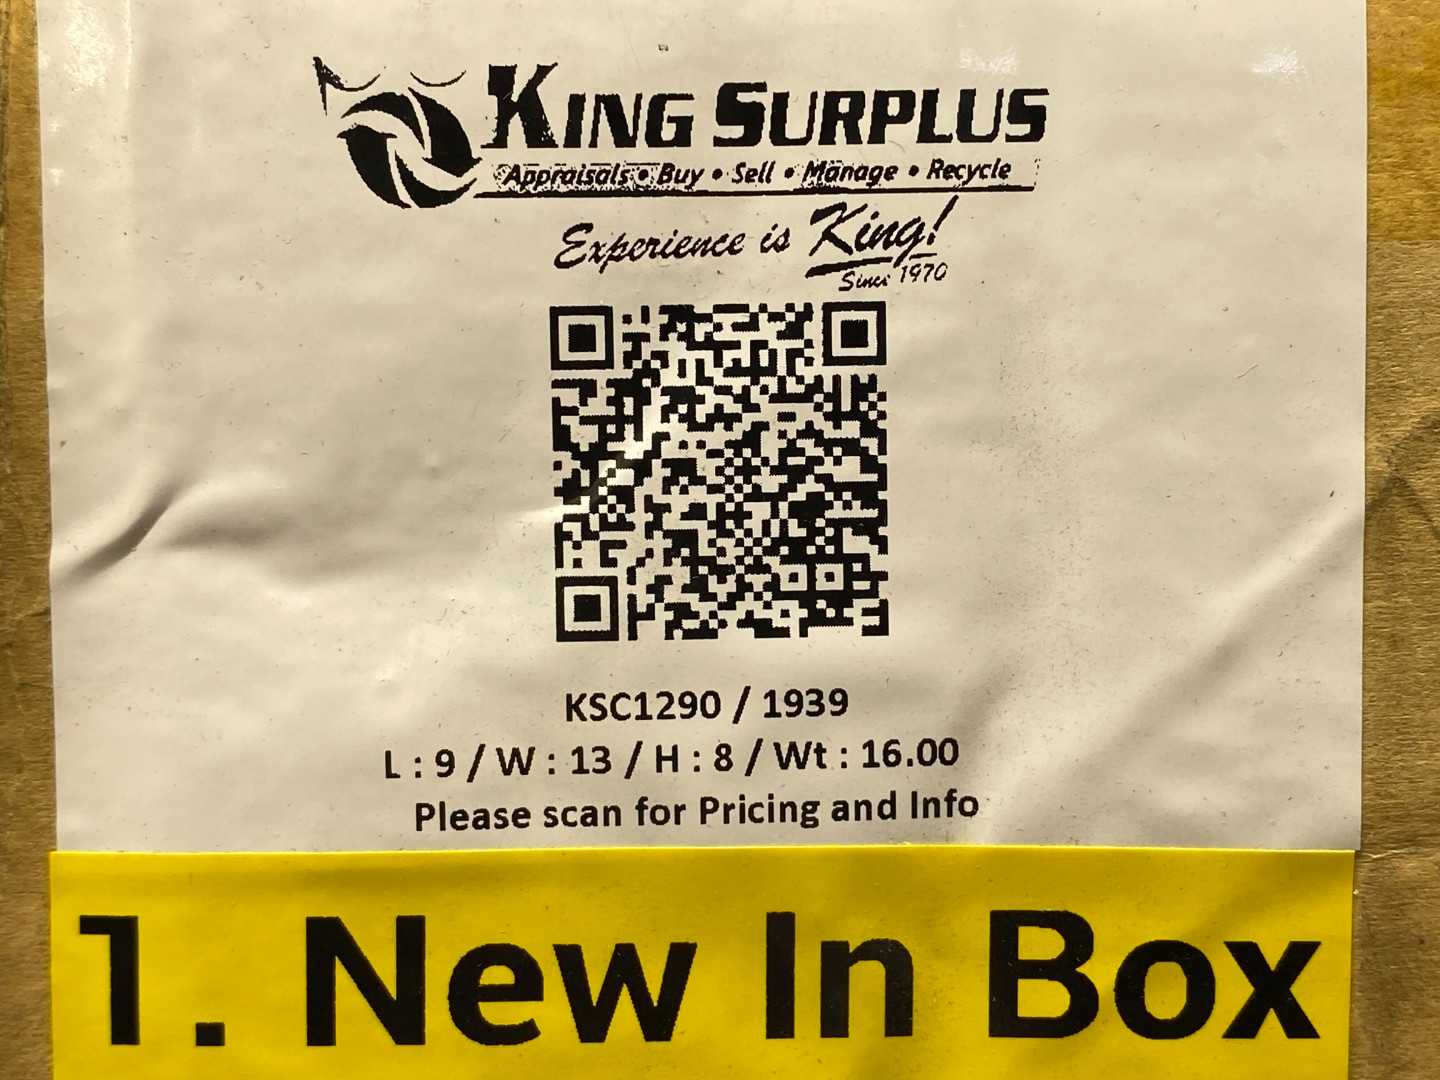 KING SURPLUS
Appraisals • Buy • Sell • Manage • Recycle
Experience is King!
Since 1970
KSC1290 / 1939
L : 9 / W : 13 / H : 8 / Wt : 16.00
Please scan for Pricing and Info
1. New In Box